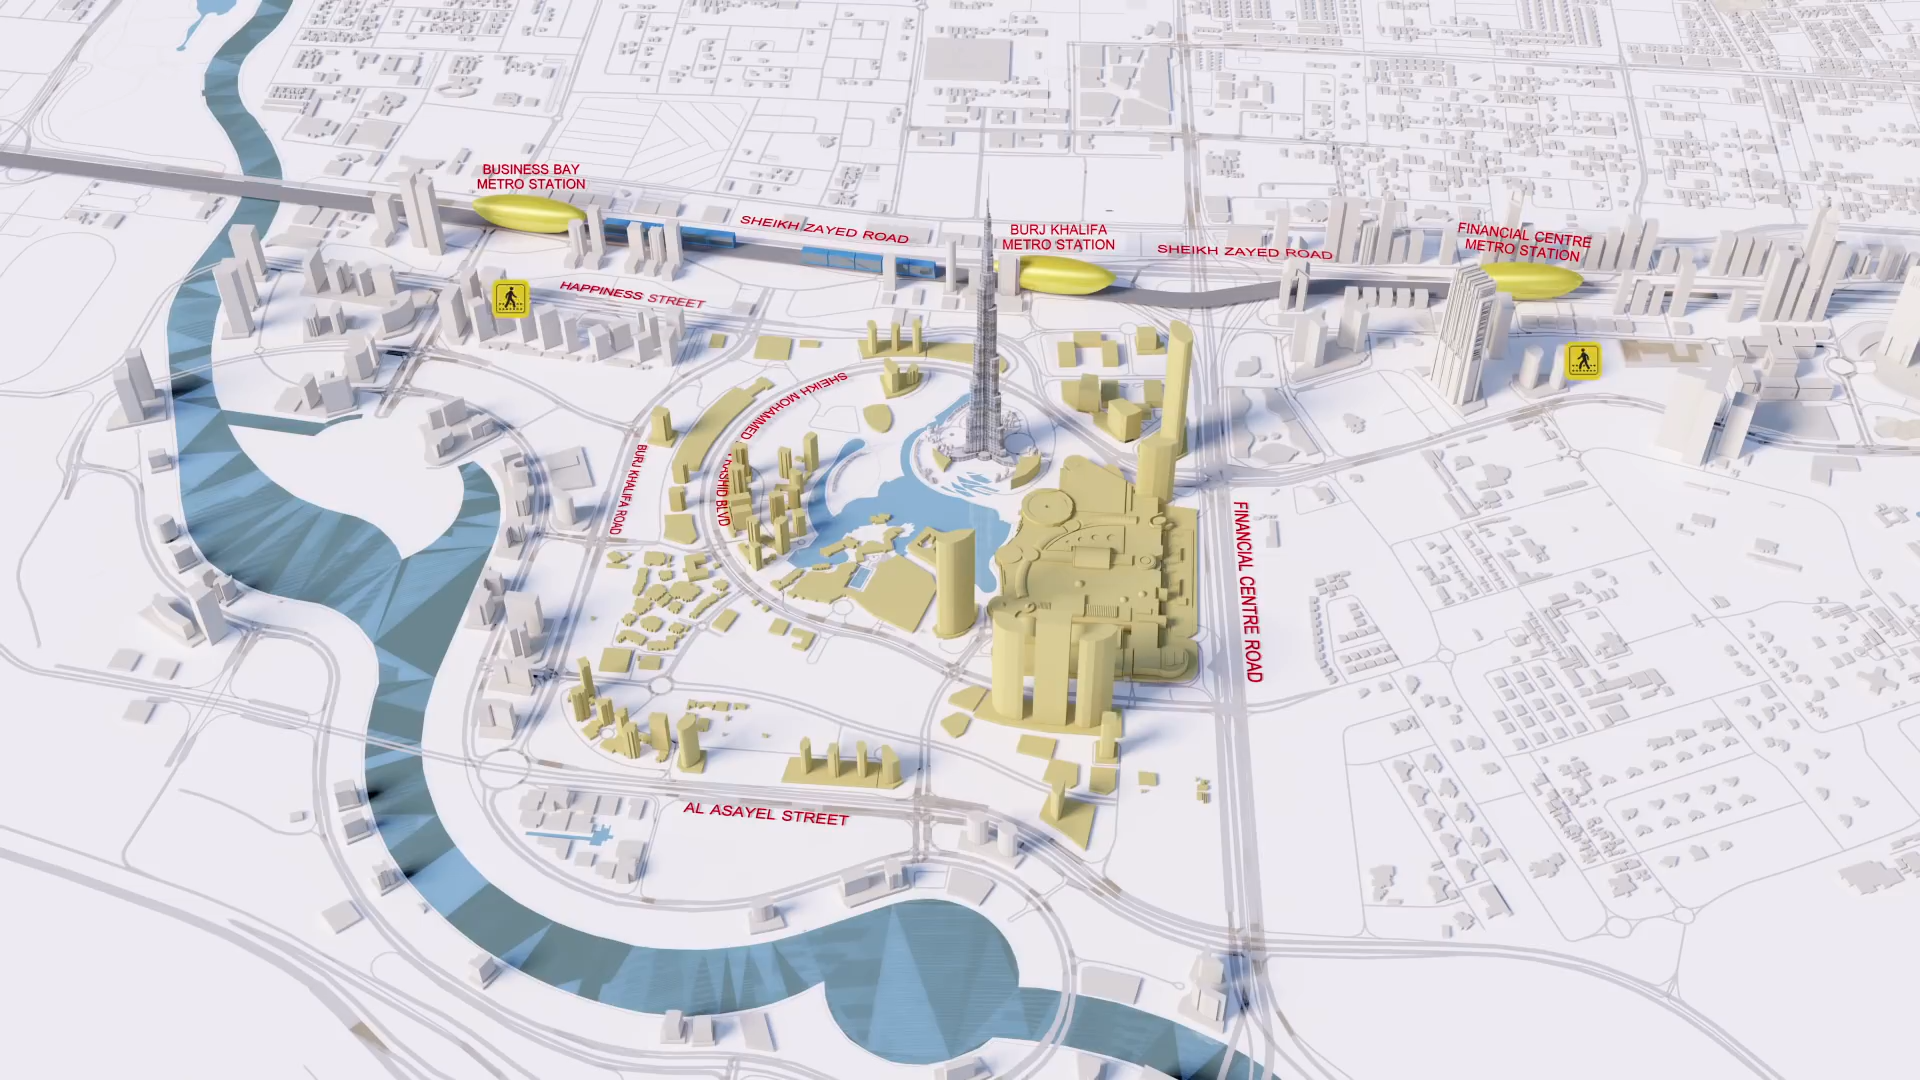 BUSINESS BAY
METRO STATION
SHEIKH ZAYED ROAD
BURJ KHALIFA
METRO STATION
SHEIKH ZAYED ROAD
FINANCIAL CENTRE
METRO STATION
HAPPINESS STREET
SHEIKH MOHAMMED
BLVD
BURJ KHALIFA ROAD
FINANCIAL CENTRE ROAD
AL ASAYEL STREET